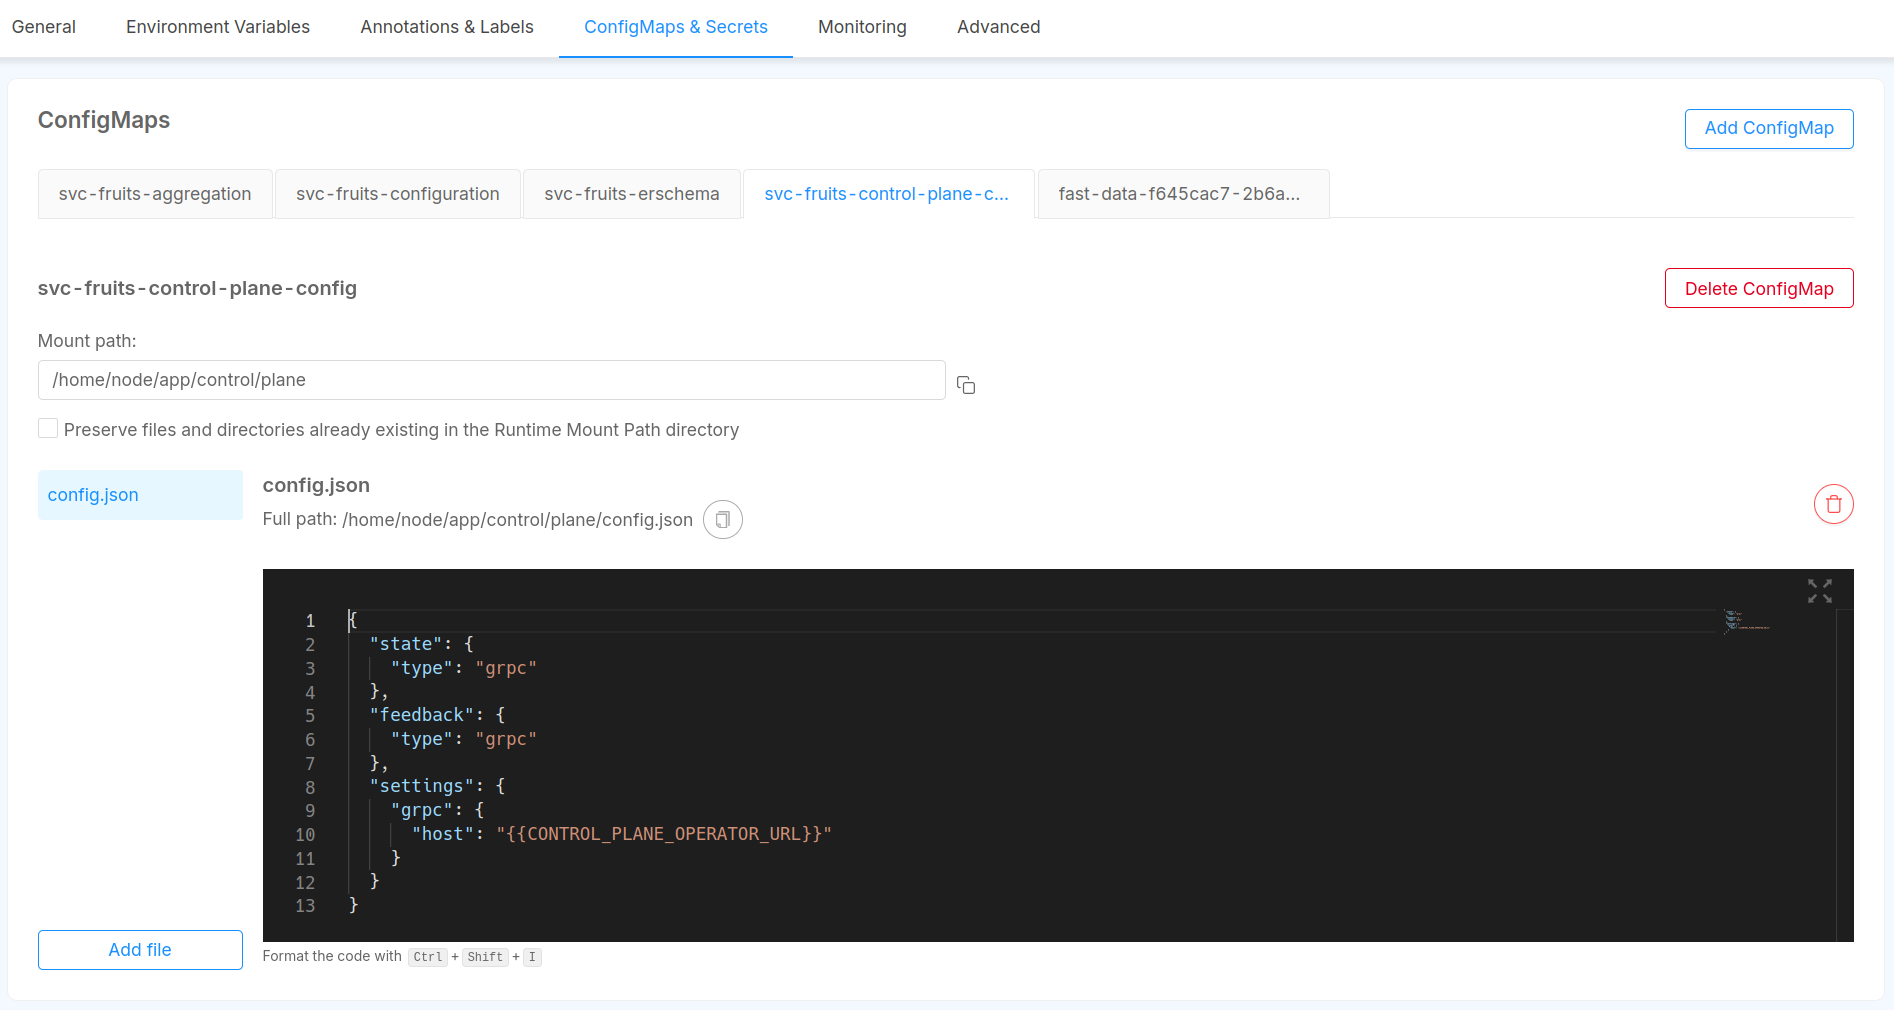 General Environment Variables Annotations & Labels ConfigMaps & Secrets Monitoring Advanced
ConfigMaps
Add ConfigMap
svc-fruits-aggregation svc-fruits-configuration svc-fruits-erschema svc-fruits-control-plane-c... fast-data-f645cac7-2b6a...
svc-fruits-control-plane-config
Delete ConfigMap
Mount path:
/home/node/app/control/plane
Preserve files and directories already existing in the Runtime Mount Path directory
config.json
config.json
Full path: /home/node/app/control/plane/config.json
1 {
2   "state": {
3     "type": "grpc"
4   },
5   "feedback": {
6     "type": "grpc"
7   },
8   "settings": {
9     "grpc": {
10       "host": "{{CONTROL_PLANE_OPERATOR_URL}}"
11     }
12   }
13 }
Add file
Format the code with Ctrl + Shift + I